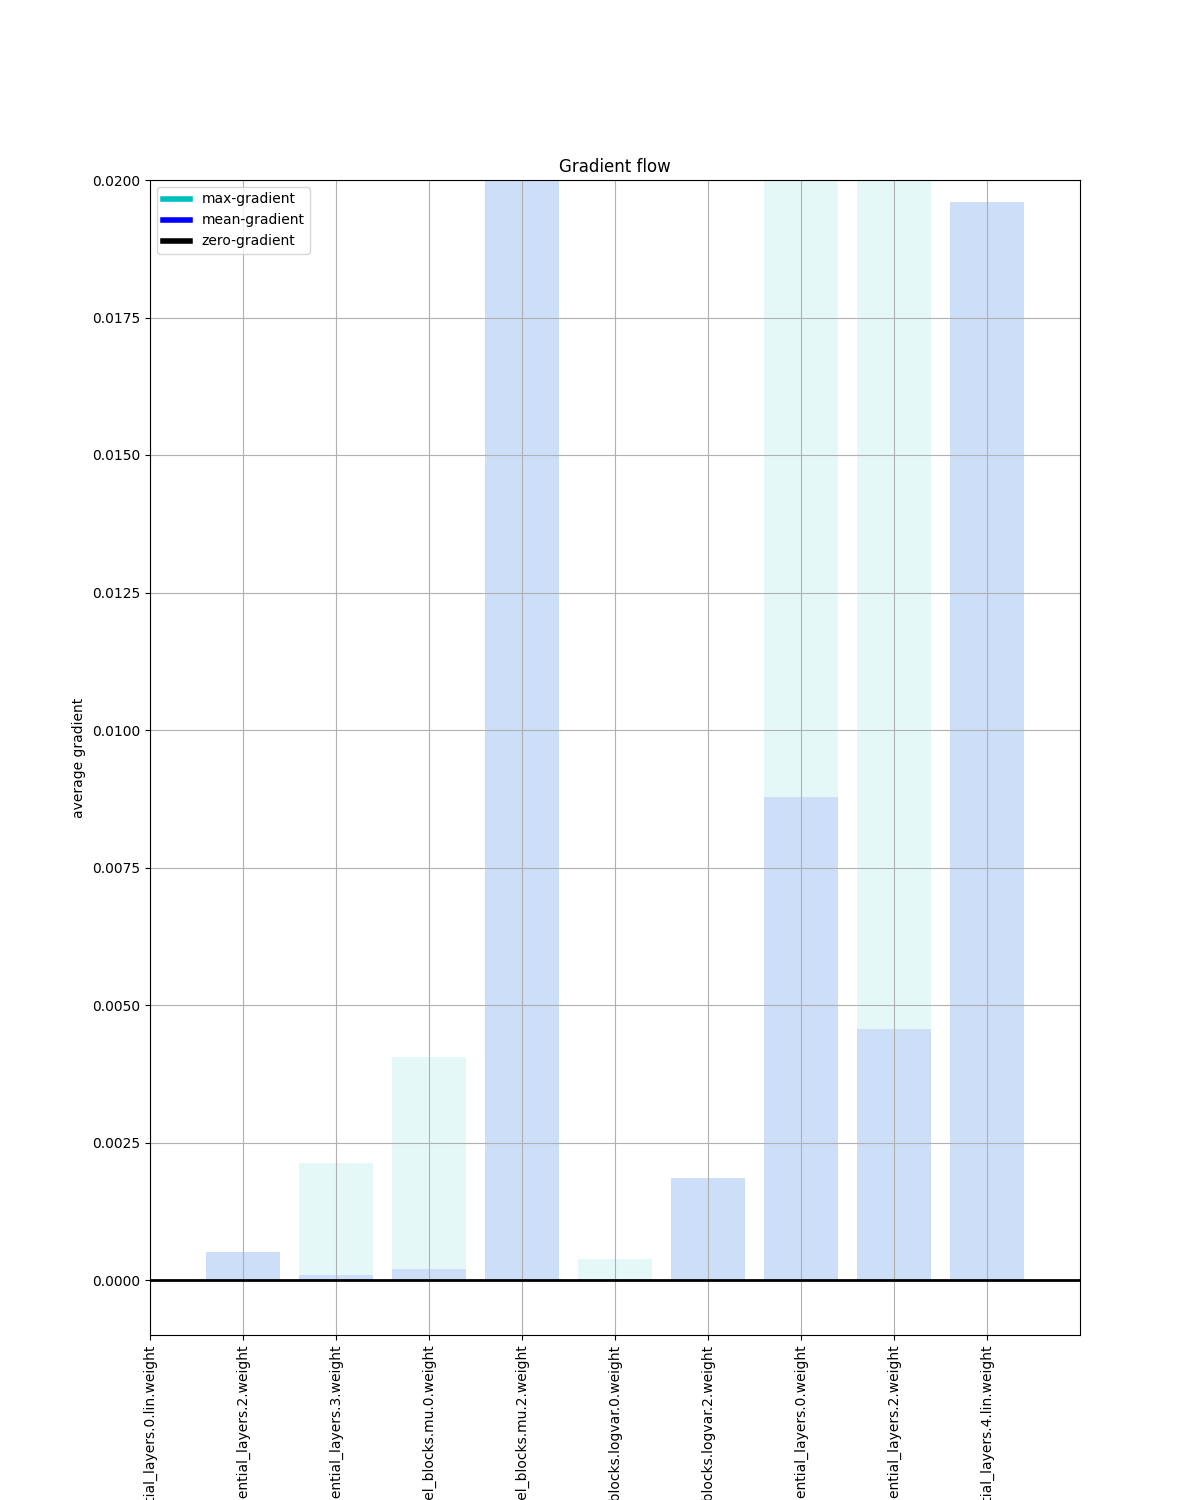 Gradient flow
max-gradient
mean-gradient
zero-gradient
average gradient
0.0200
0.0175
0.0150
0.0125
0.0100
0.0075
0.0050
0.0025
0.0000
tial_layers.0.lin.weight
ential_layers.2.weight
ential_layers.3.weight
el_blocks.mu.0.weight
el_blocks.mu.2.weight
blocks.logvar.0.weight
blocks.logvar.2.weight
ential_layers.0.weight
ential_layers.2.weight
tial_layers.4.lin.weight